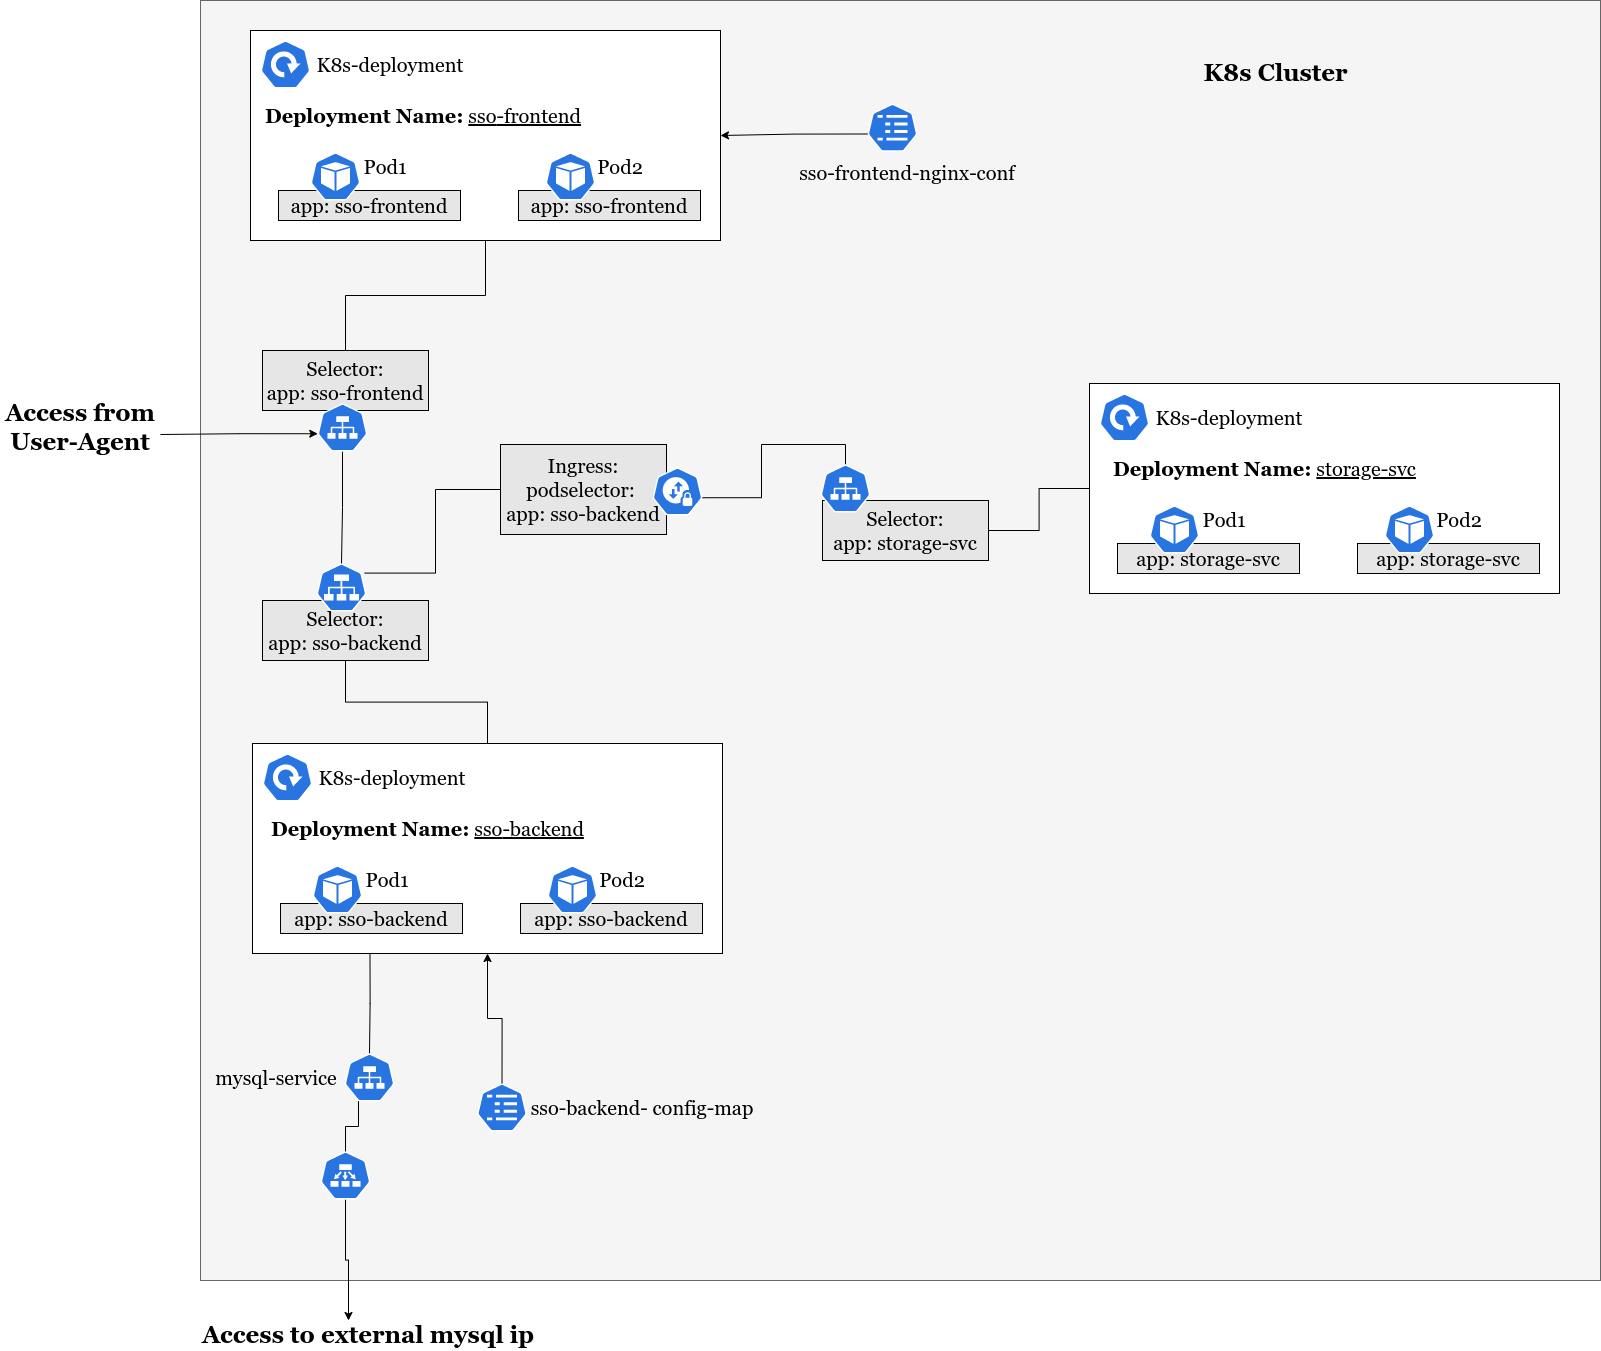 K8s Cluster
K8s-deployment
Deployment Name: sso-frontend
Pod1
Pod2
app: sso-frontend
app: sso-frontend
sso-frontend-nginx-conf
Selector:
app: sso-frontend
Access from
User-Agent
Ingress:
podselector:
app: sso-backend
Selector:
app: storage-svc
K8s-deployment
Deployment Name: storage-svc
Pod1
Pod2
app: storage-svc
app: storage-svc
Selector:
app: sso-backend
K8s-deployment
Deployment Name: sso-backend
Pod1
Pod2
app: sso-backend
app: sso-backend
mysql-service
sso-backend- config-map
Access to external mysql ip